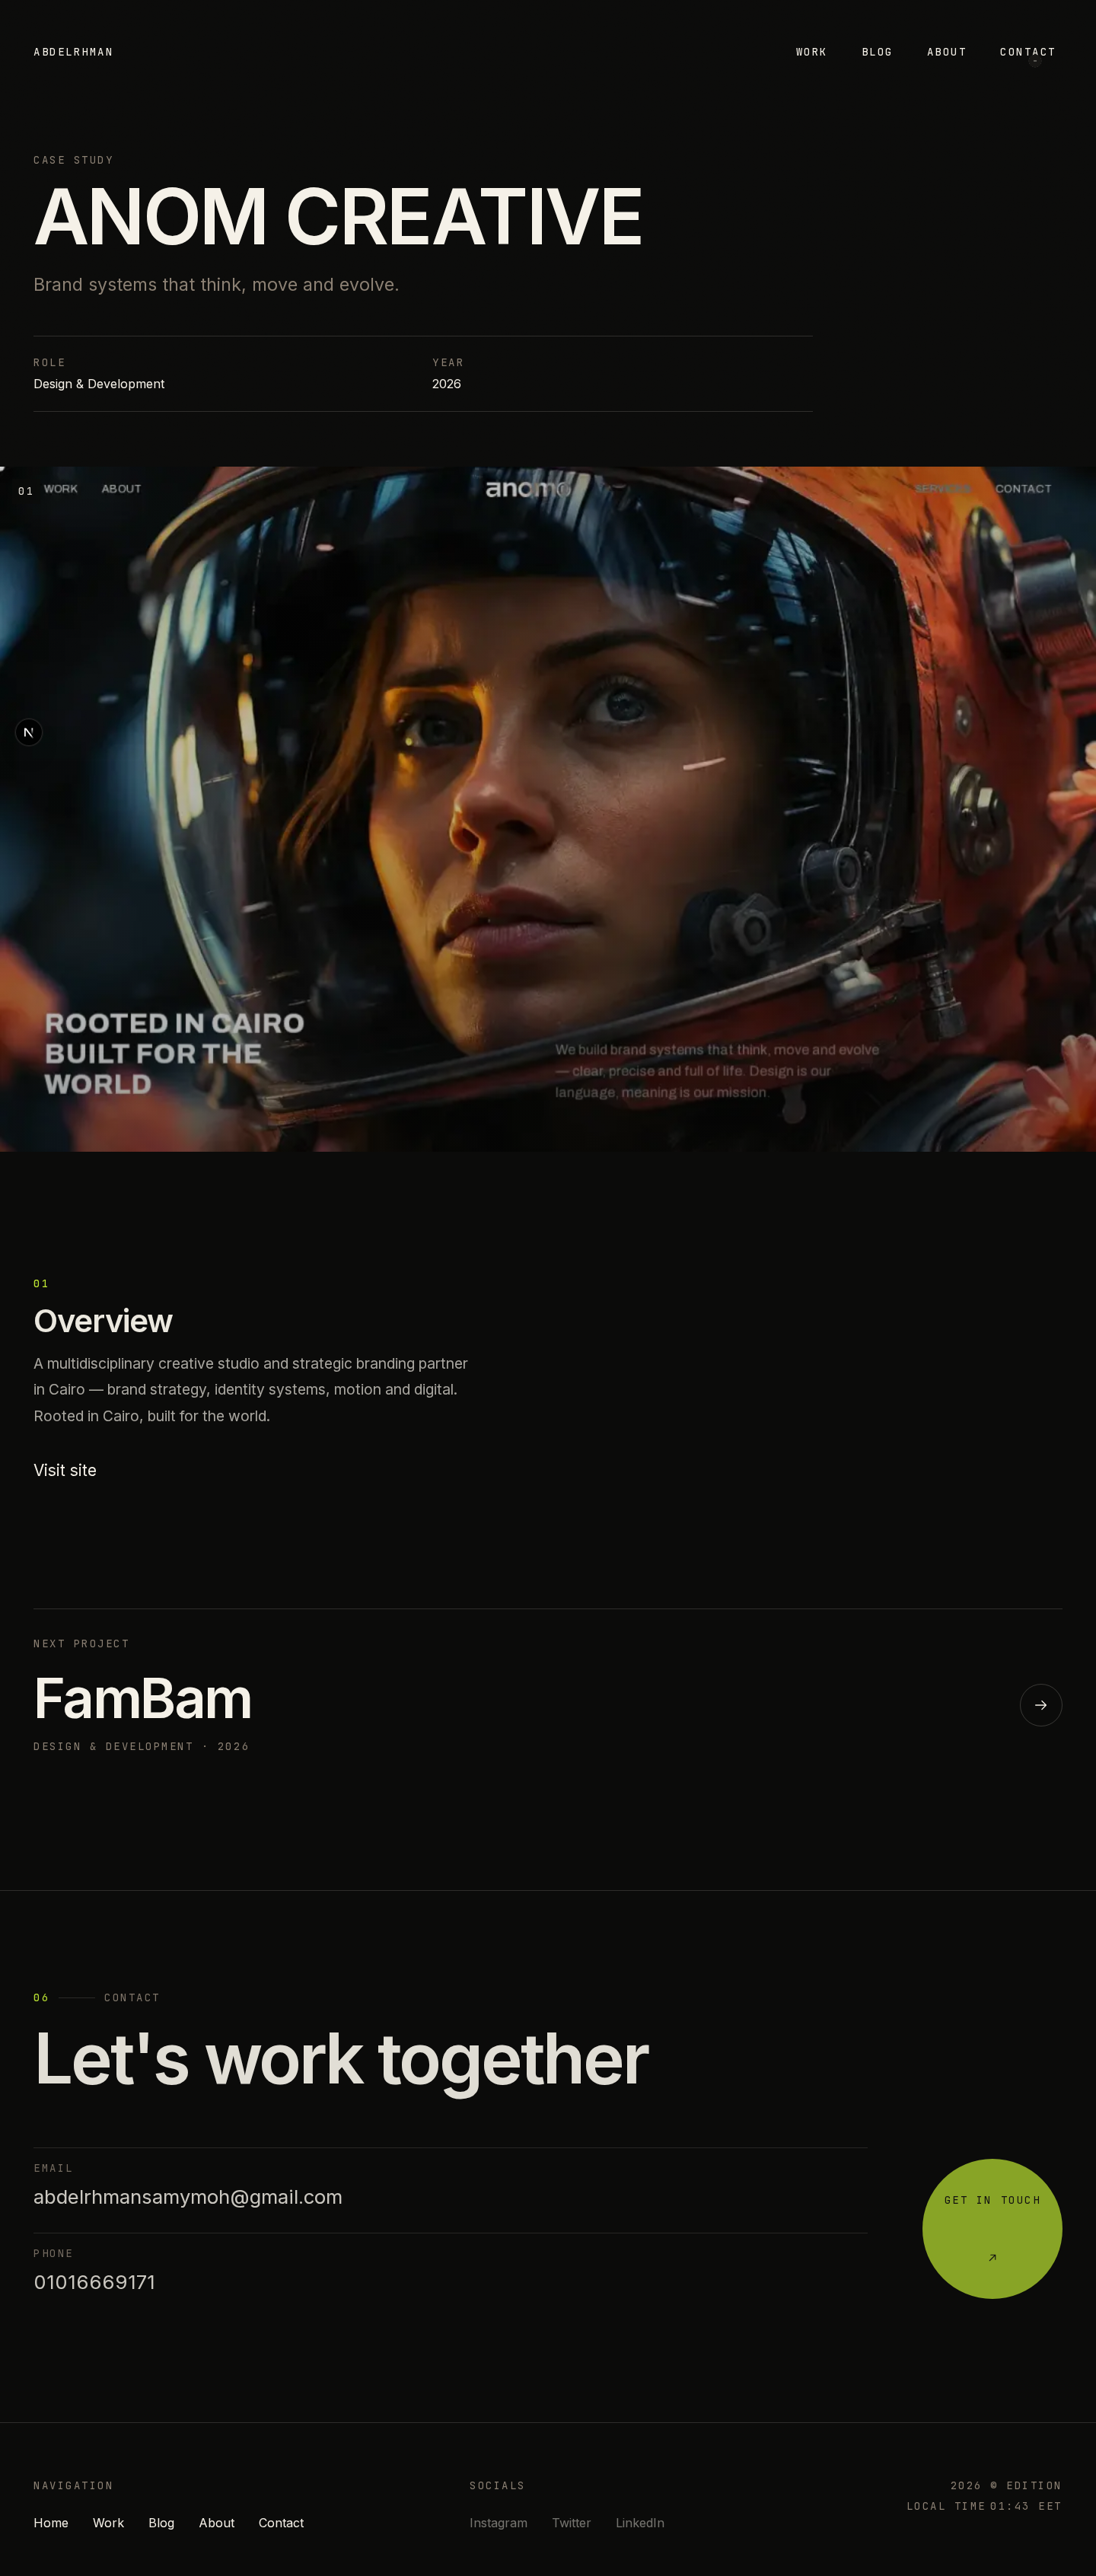 ABDELRHMAN
WORK BLOG ABOUT CONTACT
CASE STUDY
ANOM CREATIVE
Brand systems that think, move and evolve.
ROLE YEAR
Design & Development 2026
01 WORK ABOUT anomo SERVICES CONTACT
N
ROOTED IN CAIRO
BUILT FOR THE
WORLD
We build brand systems that think, move and evolve
— clear, precise and full of life. Design is our
language, meaning is our mission.
01
Overview
A multidisciplinary creative studio and strategic branding partner
in Cairo — brand strategy, identity systems, motion and digital.
Rooted in Cairo, built for the world.
Visit site
NEXT PROJECT
FamBam
→
DESIGN & DEVELOPMENT · 2026
06 CONTACT
Let's work together
EMAIL
abdelrhmansamymoh@gmail.com
PHONE
01016669171
GET IN TOUCH
↗
NAVIGATION
Home Work Blog About Contact
SOCIALS
Instagram Twitter LinkedIn
2026 © EDITION
LOCAL TIME 01:43 EET